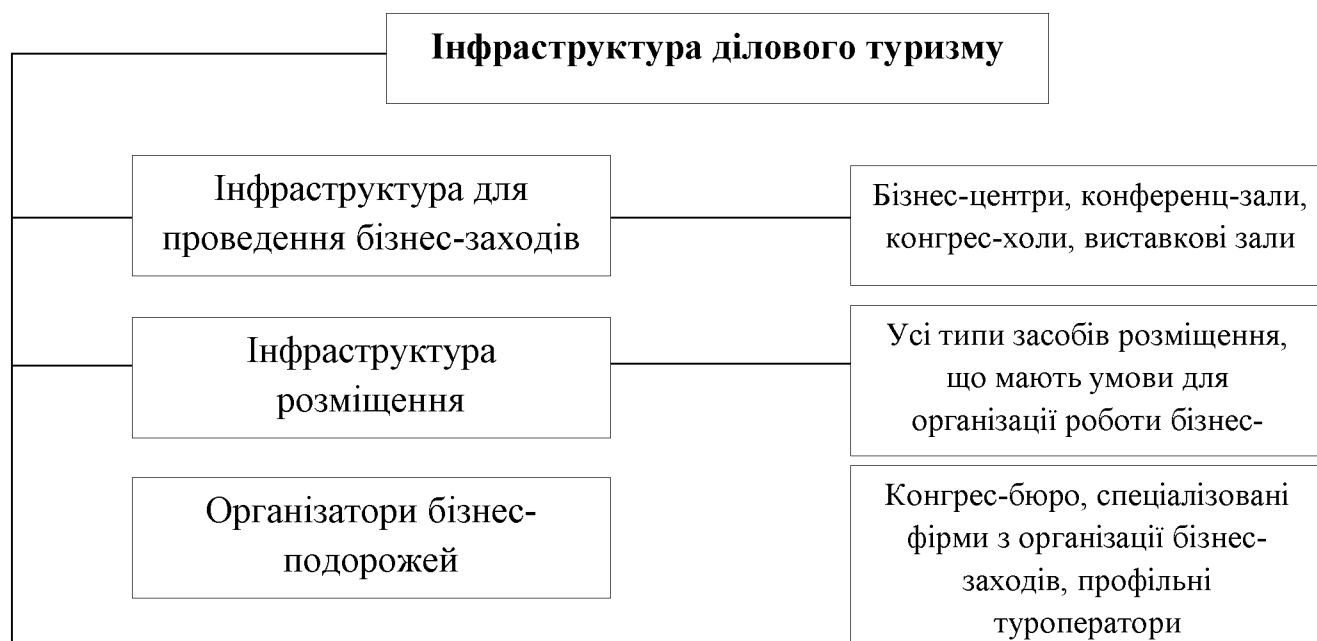 Інфраструктура ділового туризму
Інфраструктура для
проведення бізнес-заходів
Бізнес-центри, конференц-зали,
конгрес-холи, виставкові зали
Інфраструктура
розміщення
Усі типи засобів розміщення,
що мають умови для
організації роботи бізнес-
Організатори бізнес-
подорожей
Конгрес-бюро, спеціалізовані
фірми з організації бізнес-
заходів, профільні
туроператори